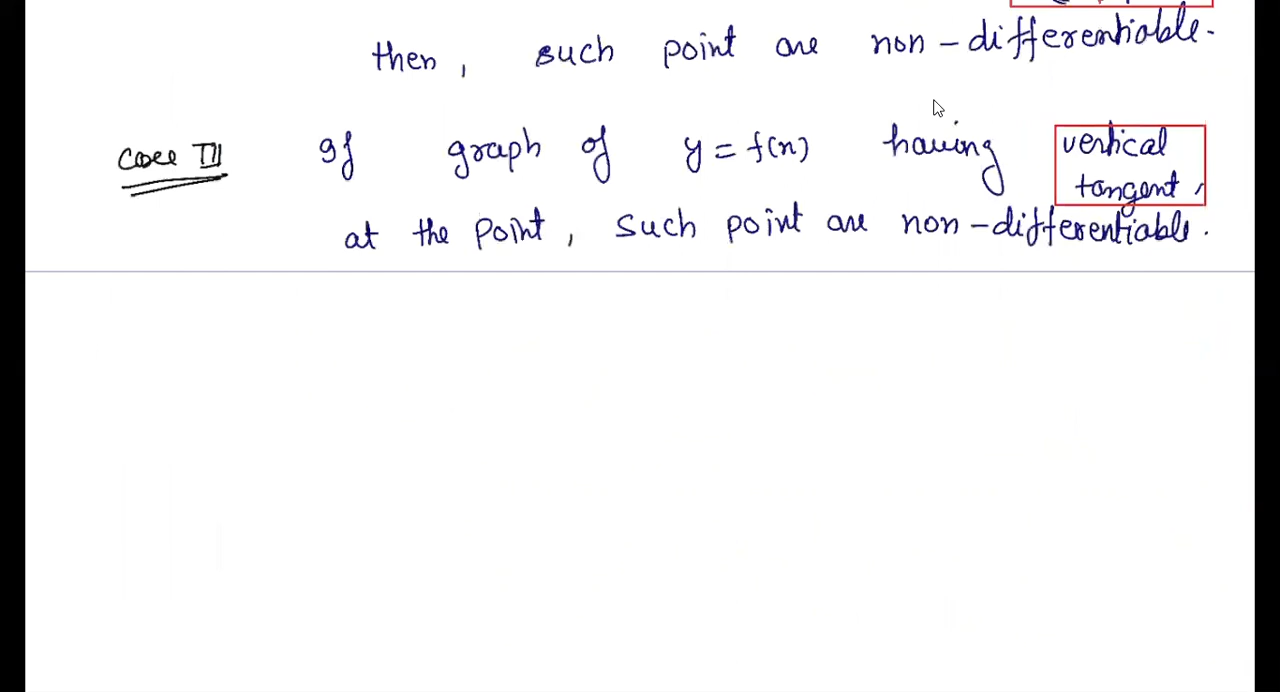 then, such point are non-differentiable.
Case III If graph of y = f(x) having vertical
tangent,
at the point, such point are non-differentiable.